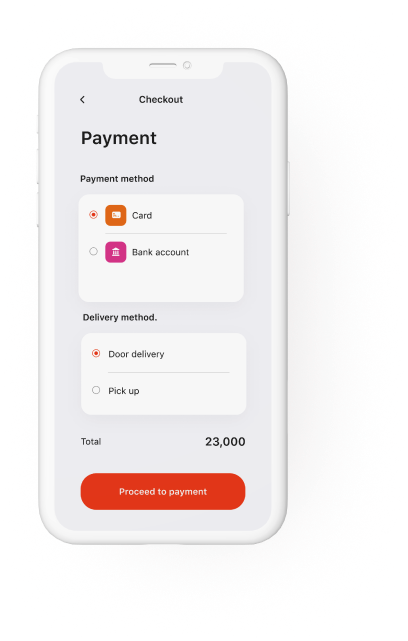 Checkout
Payment
Payment method
Card
Bank account
Delivery method.
Door delivery
Pick up
Total 23,000
Proceed to payment